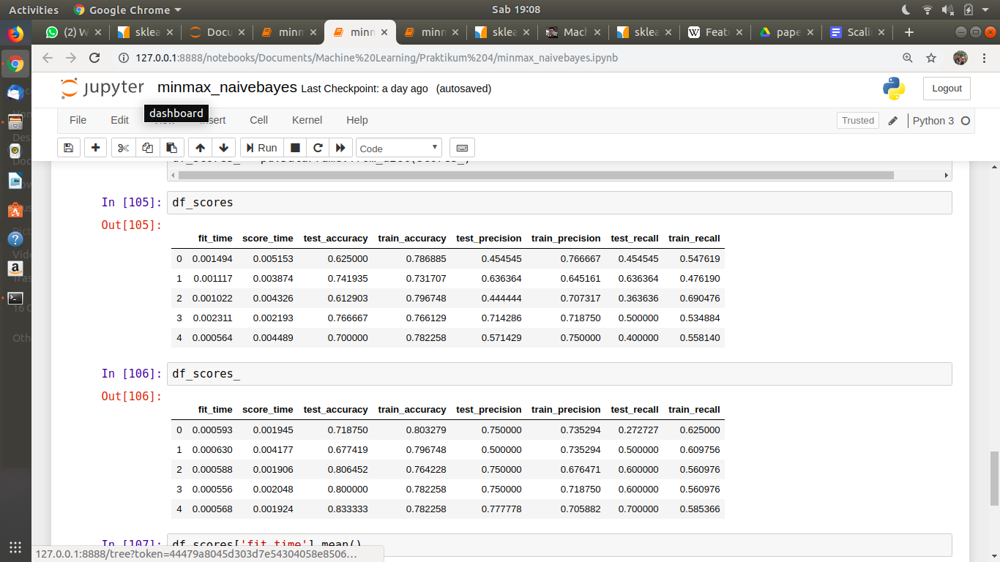 Activities Google Chrome Sab 19:08
(2) W sklea Docu minm minm minm sklea Mach sklea Feat pape Scalin
127.0.0.1:8888/notebooks/Documents/Machine%20Learning/Praktikum%204/minmax_naivebayes.ipynb
jupyter minmax_naivebayes Last Checkpoint: a day ago (autosaved) Logout
dashboard
File Edit Cell Kernel Help Trusted Python 3
Run Code
In [105]: df_scores
Out[105]:
fit_time score_time test_accuracy train_accuracy test_precision train_precision test_recall train_recall
0 0.001494 0.005153 0.625000 0.786885 0.454545 0.766667 0.454545 0.547619
1 0.001117 0.003874 0.741935 0.731707 0.636364 0.645161 0.636364 0.476190
2 0.001022 0.004326 0.612903 0.796748 0.444444 0.707317 0.363636 0.690476
3 0.002311 0.002193 0.766667 0.766129 0.714286 0.718750 0.500000 0.534884
4 0.000564 0.004489 0.700000 0.782258 0.571429 0.750000 0.400000 0.558140
In [106]: df_scores_
Out[106]:
fit_time score_time test_accuracy train_accuracy test_precision train_precision test_recall train_recall
0 0.000593 0.001945 0.718750 0.803279 0.750000 0.735294 0.272727 0.625000
1 0.000630 0.004177 0.677419 0.796748 0.500000 0.735294 0.500000 0.609756
2 0.000588 0.001906 0.806452 0.764228 0.750000 0.676471 0.600000 0.560976
3 0.000556 0.002048 0.800000 0.782258 0.750000 0.718750 0.600000 0.560976
4 0.000568 0.001924 0.833333 0.782258 0.777778 0.705882 0.700000 0.585366
In [107]: df_scores['fit_time'].mean()
127.0.0.1:8888/tree?token=44479a8045d303d7e54304058e8506…